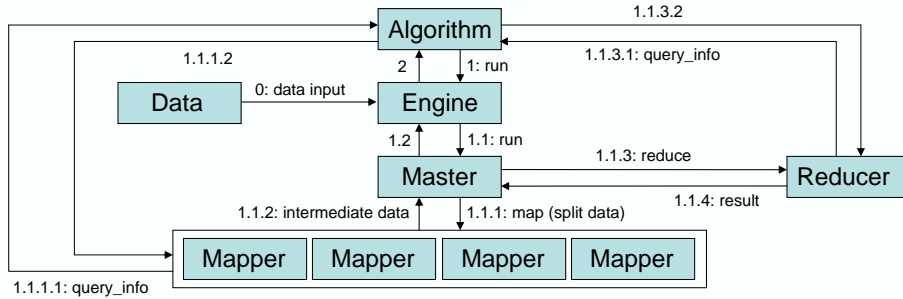 1.1.3.2
Algorithm
1.1.3.1: query_info
1.1.1.2
2
1: run
0: data input
Data
Engine
1.2
1.1: run
1.1.3: reduce
Master
Reducer
1.1.4: result
1.1.2: intermediate data
1.1.1: map (split data)
Mapper
Mapper
Mapper
Mapper
1.1.1.1: query_info